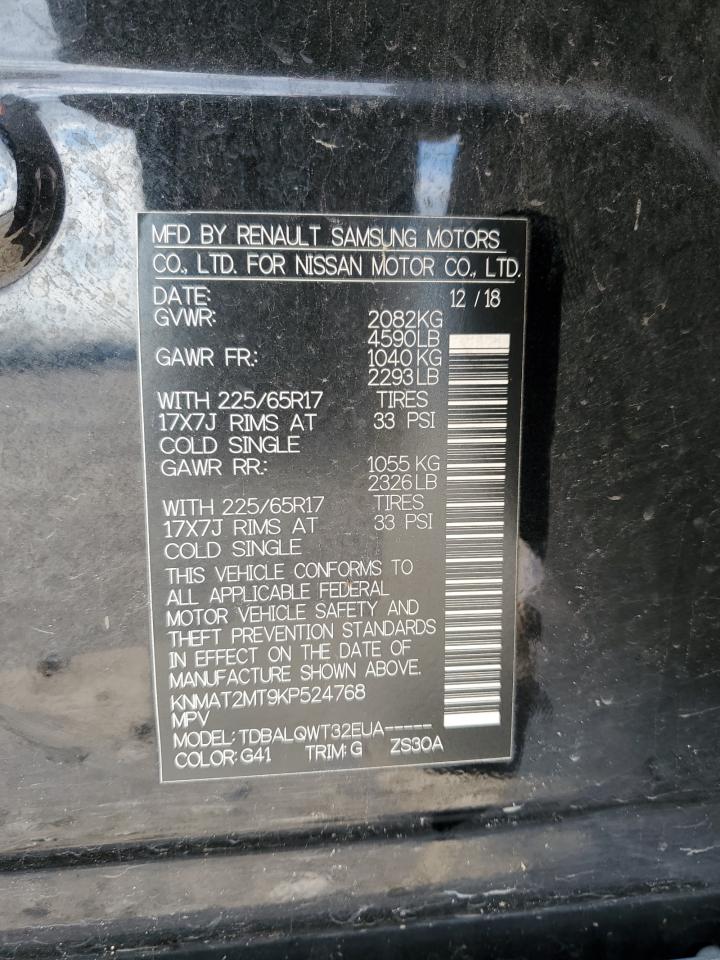 MFD BY RENAULT SAMSUNG MOTORS
CO., LTD. FOR NISSAN MOTOR CO., LTD.
DATE: 12 / 18
GVWR: 2082KG
4590LB
GAWR FR.: 1040 KG
2293 LB
WITH 225/65R17 TIRES
17X7J RIMS AT 33 PSI
COLD SINGLE
GAWR RR.: 1055 KG
2326 LB
WITH 225/65R17 TIRES
17X7J RIMS AT 33 PSI
COLD SINGLE
THIS VEHICLE CONFORMS TO
ALL APPLICABLE FEDERAL
MOTOR VEHICLE SAFETY AND
THEFT PREVENTION STANDARDS
IN EFFECT ON THE DATE OF
MANUFACTURE SHOWN ABOVE.
KNMAT2MT9KP524768
MPV
MODEL: TDBALQWT32EUA-----
COLOR: G41 TRIM: G ZS30A